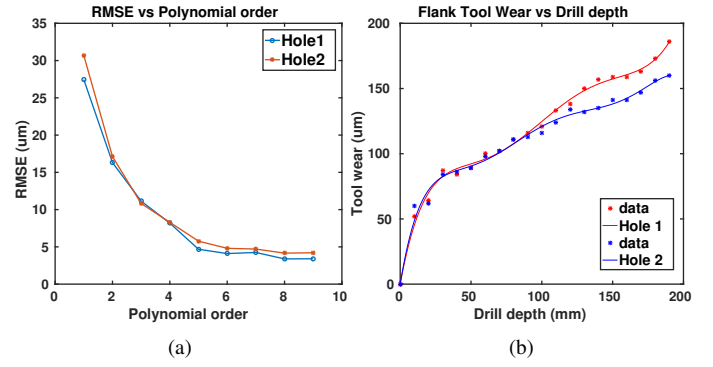 RMSE vs Polynomial order
35
30
25
20
15
10
5
0
RMSE (um)
Hole1
Hole2
0 2 4 6 8 10
Polynomial order
(a)
Flank Tool Wear vs Drill depth
200
150
100
50
0
Tool wear (um)
data
Hole 1
data
Hole 2
0 50 100 150 200
Drill depth (mm)
(b)